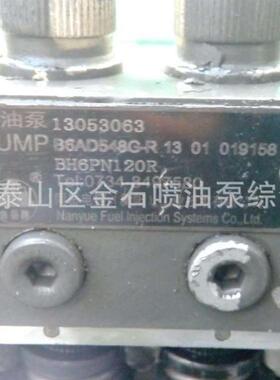 油泵 13053063
UMP B6AD548G-R 13 01 019158
BH6PN120R
泰山区金石喷油泵综
Nanyue Fuel Injection Systems Co., Ltd